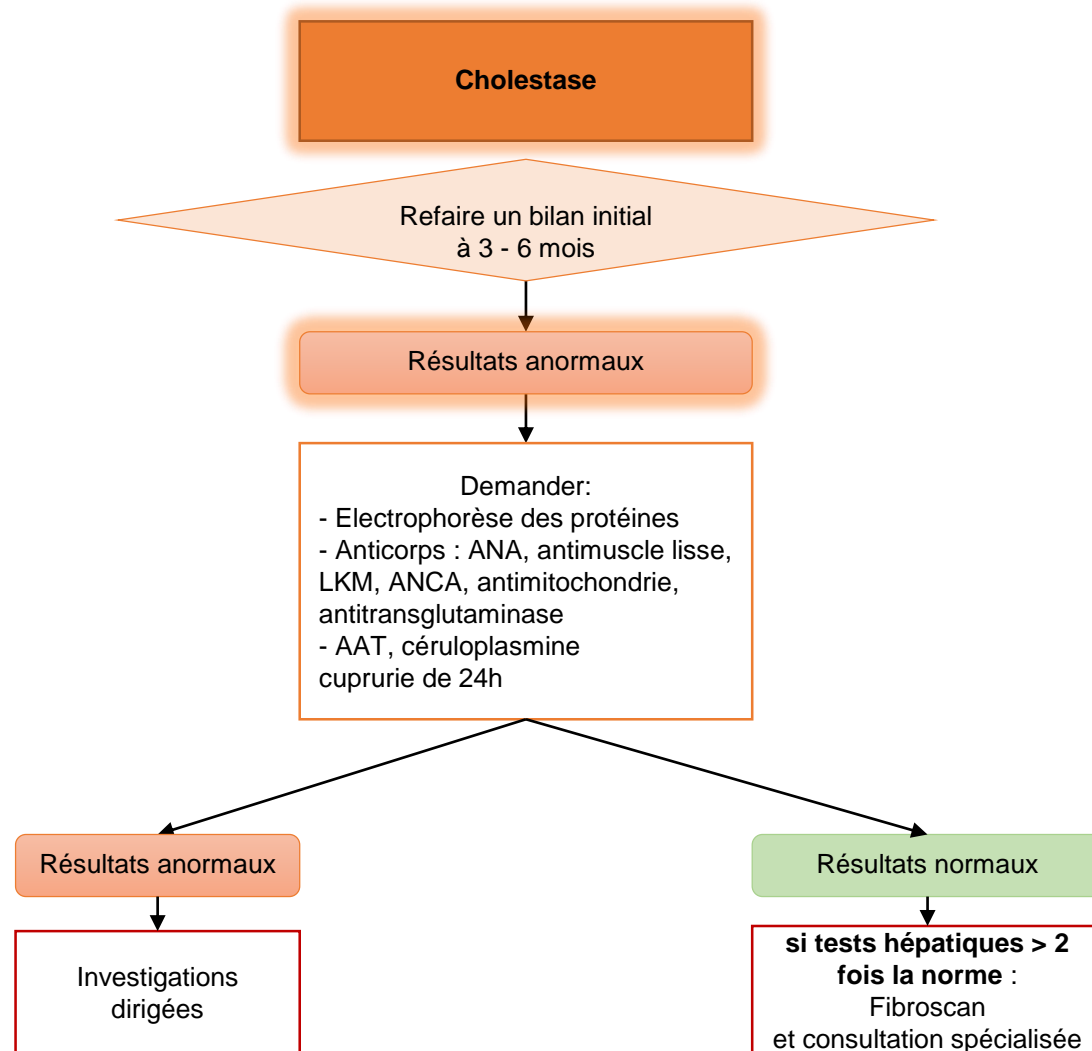 Cholestase
Refaire un bilan initial
à 3 - 6 mois
Résultats anormaux
Demander:
- Electrophorèse des protéines
- Anticorps : ANA, antimuscle lisse,
LKM, ANCA, antimitochondrie,
antitransglutaminase
- AAT, céruloplasmine
cuprurie de 24h
Résultats anormaux
Investigations
dirigées
Résultats normaux
si tests hépatiques > 2
fois la norme :
Fibroscan
et consultation spécialisée